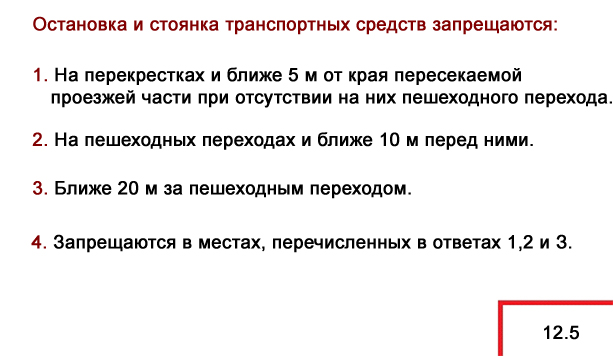 Остановка и стоянка транспортных средств запрещаются:
1. На перекрестках и ближе 5 м от края пересекаемой
проезжей части при отсутствии на них пешеходного перехода.
2. На пешеходных переходах и ближе 10 м перед ними.
3. Ближе 20 м за пешеходным переходом.
4. Запрещаются в местах, перечисленных в ответах 1,2 и 3.
12.5